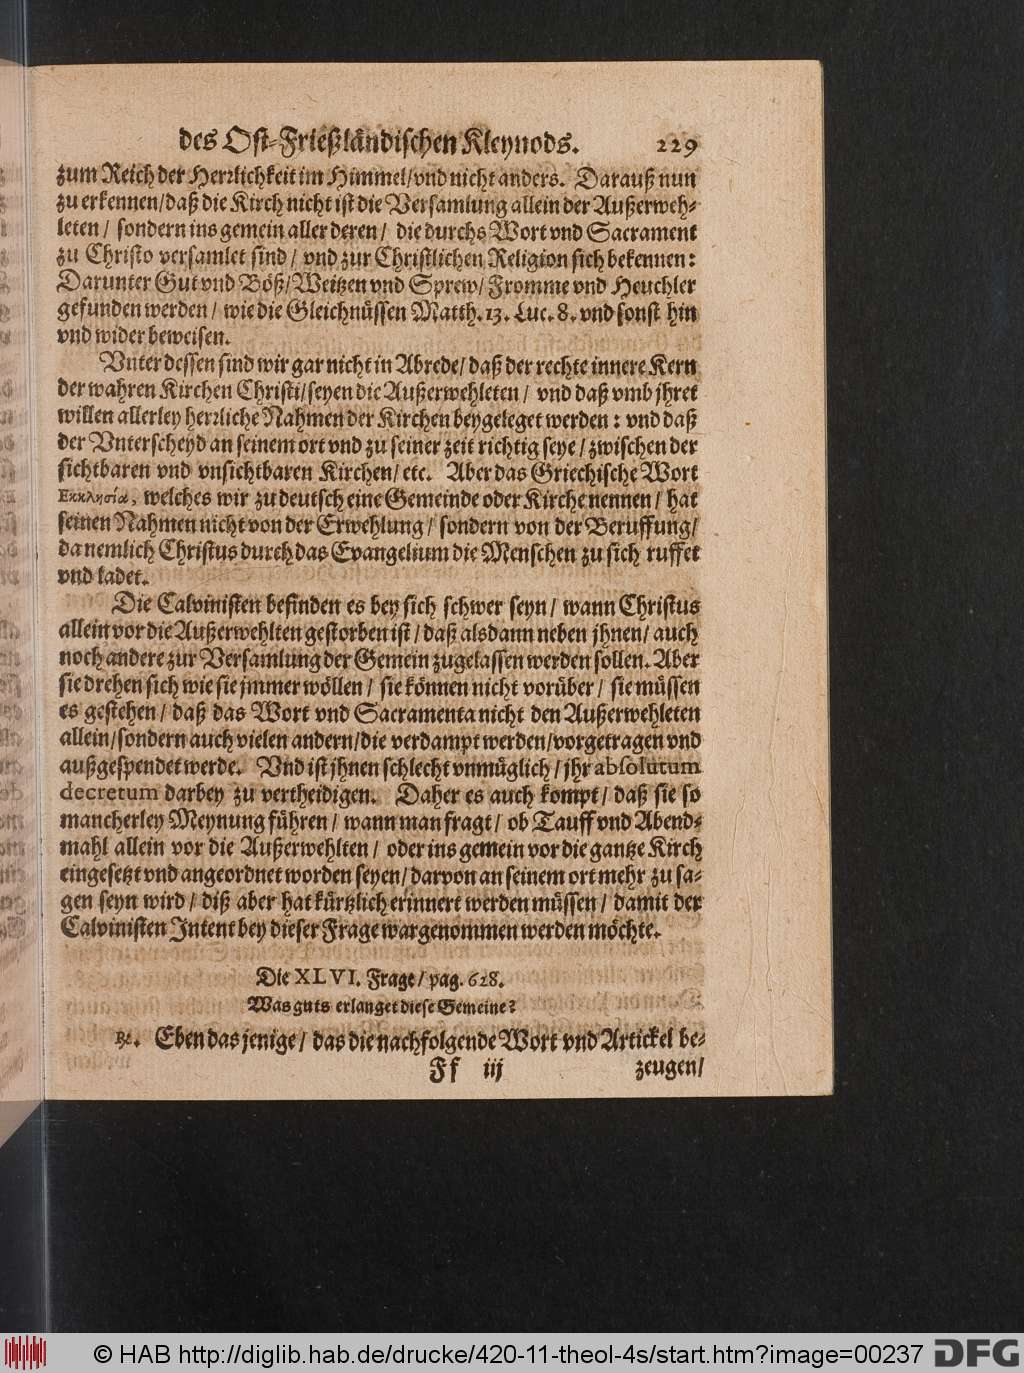 des Ost-Frießländischen Kleynods. 229
zum Reich der Herꝛlichkeit im Himmel/ vnd nicht anders. Darauß nun
zu erkennen/ daß die Kirch nicht ist die Versamlung allein der Außerweh-
leten/ sondern ins gemein aller deren/ die durchs Wort vnd Sacrament
zu Christo versamlet sind/ vnd zur Christlichen Religion sich bekennen:
Darunter Gut vnd Böß/ Weitzen vnd Sprew/ Fromme vnd Heuchler
gefunden werden/ wie die Gleichnüssen Matth. 13. Luc. 8. vnd sonst hin
vnd wider beweisen.
Vnter dessen sind wir gar nicht in Abrede/ daß der rechte innere Kern
der wahren Kirchen Christi/ seyen die Außerwehleten/ vnd daß vmb jhret
willen allerley herꝛliche Nahmen der Kirchen beygeleget werden: vnd daß
der Vnterscheyd an seinem ort vnd zu seiner zeit richtig seye/ zwischen der
sichtbaren vnd vnsichtbaren Kirchen/ etc. Aber das Griechische Wort
Εκκλησία, welches wir zu deutsch eine Gemeinde oder Kirche nennen/ hat
seinen Nahmen nicht von der Erwehlung/ sondern von der Beruffung/
da nemlich Christus durch das Evangelium die Menschen zu sich ruffet
vnd ladet.
Die Calvinisten befinden es bey sich schwer seyn/ wann Christus
allein vor die Außerwehlten gestorben ist/ daß alsdann neben jhnen/ auch
noch andere zur Versamlung der Gemein zugelassen werden sollen. Aber
sie drehen sich wie sie jmmer wöllen/ sie können nicht vorüber/ sie müssen
es gestehen/ daß das Wort vnd Sacramenta nicht den Außerwehleten
allein/ sondern auch vielen andern/ die verdampt werden/ vorgetragen vnd
außgespendet werde. Vnd ist jhnen schlecht vnmüglich/ jhr absolutum
decretum darbey zu vertheidigen. Daher es auch kompt/ daß sie so
mancherley Meynung führen/ wann man fragt/ ob Tauff vnd Abend-
mahl allein vor die Außerwehlten/ oder ins gemein vor die gantze Kirch
eingesetzt vnd angeordnet worden seyen/ darvon an seinem ort mehr zu sa-
gen seyn wird/ diß aber hat kürtzlich erinnert werden müssen/ damit der
Calvinisten Intent bey dieser Frage wargenommen werden möchte.
Die XLVI. Frage/ pag. 628.
Was guts erlanget diese Gemeine?
℞. Eben das jenige/ das die nachfolgende Wort vnd Artickel be-
Ff iij zeugen/
© HAB http://diglib.hab.de/drucke/420-11-theol-4s/start.htm?image=00237 DFG